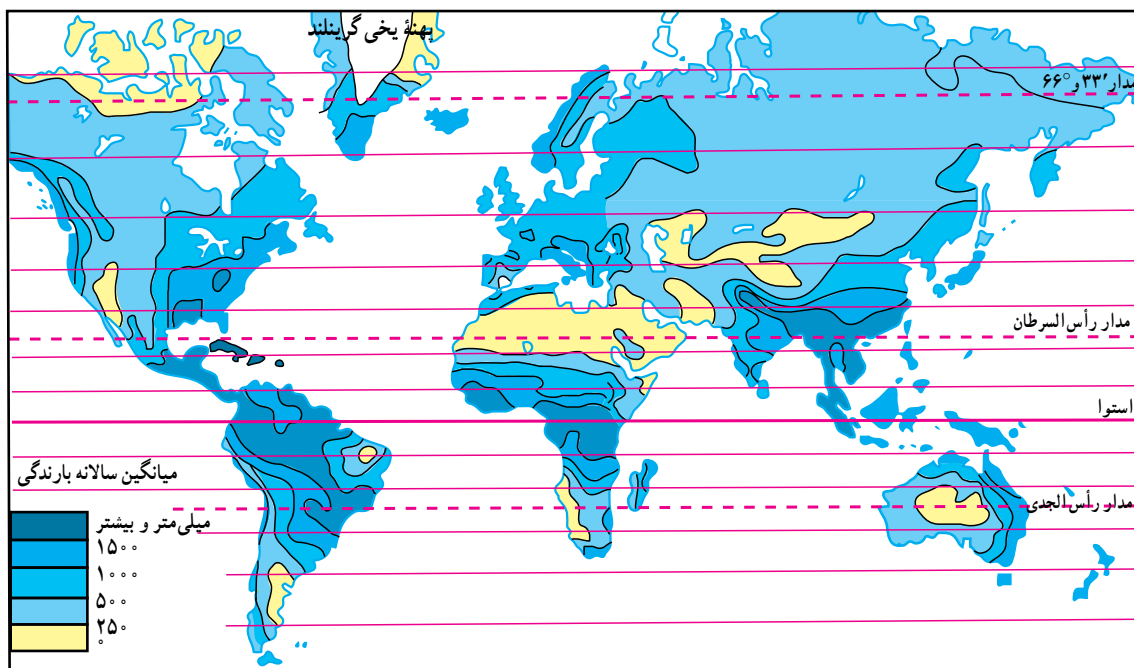 پهنهٔ یخی گرینلند
مدار ۳۳′ و ۶۶°
مدار رأس‌السرطان
استوا
میانگین سالانه بارندگی
مدار رأس‌الجدی
میلی‌متر و بیشتر
۱۵۰۰
۱۰۰۰
۵۰۰
۲۵۰
۰